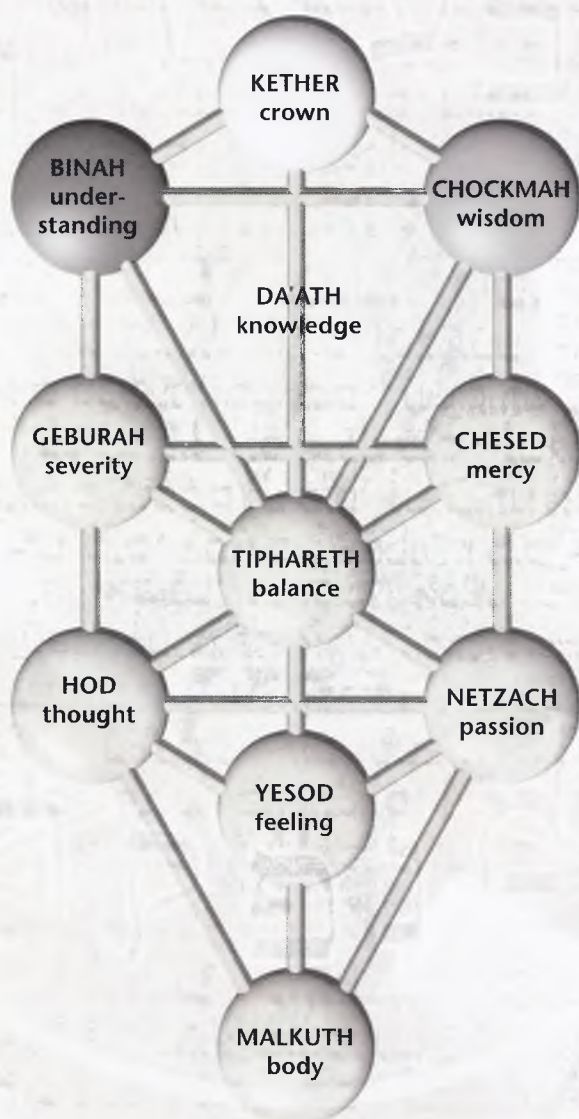 KETHER
crown
BINAH
under-
standing
CHOCKMAH
wisdom
DA'ATH
knowledge
GEBURAH
severity
CHESED
mercy
TIPHARETH
balance
HOD
thought
NETZACH
passion
YESOD
feeling
MALKUTH
body